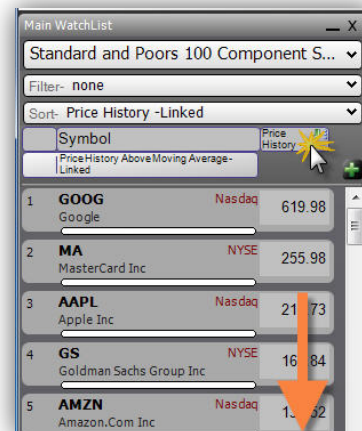 Main WatchList
Standard and Poors 100 Component S...
Filter- none
Sort- Price History -Linked
Symbol
Price
History
Price History Above Moving Average-
Linked
1 GOOG Nasdaq 619.98
Google
2 MA NYSE 255.98
MasterCard Inc
3 AAPL Nasdaq
Apple Inc
4 GS NYSE
Goldman Sachs Group Inc
5 AMZN Nasdaq
Amazon.Com Inc